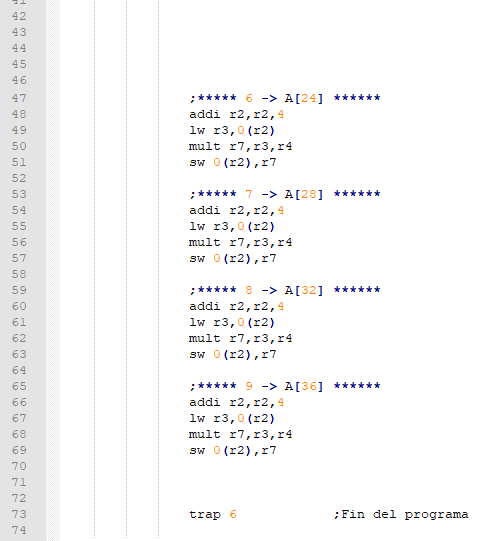 41
42
43
44
45
46
47 ;***** 6 -> A[24] ******
48 addi r2,r2,4
49 lw r3,0(r2)
50 mult r7,r3,r4
51 sw 0(r2),r7
52
53 ;***** 7 -> A[28] ******
54 addi r2,r2,4
55 lw r3,0(r2)
56 mult r7,r3,r4
57 sw 0(r2),r7
58
59 ;***** 8 -> A[32] ******
60 addi r2,r2,4
61 lw r3,0(r2)
62 mult r7,r3,r4
63 sw 0(r2),r7
64
65 ;***** 9 -> A[36] ******
66 addi r2,r2,4
67 lw r3,0(r2)
68 mult r7,r3,r4
69 sw 0(r2),r7
70
71
72
73 trap 6 ;Fin del programa
74